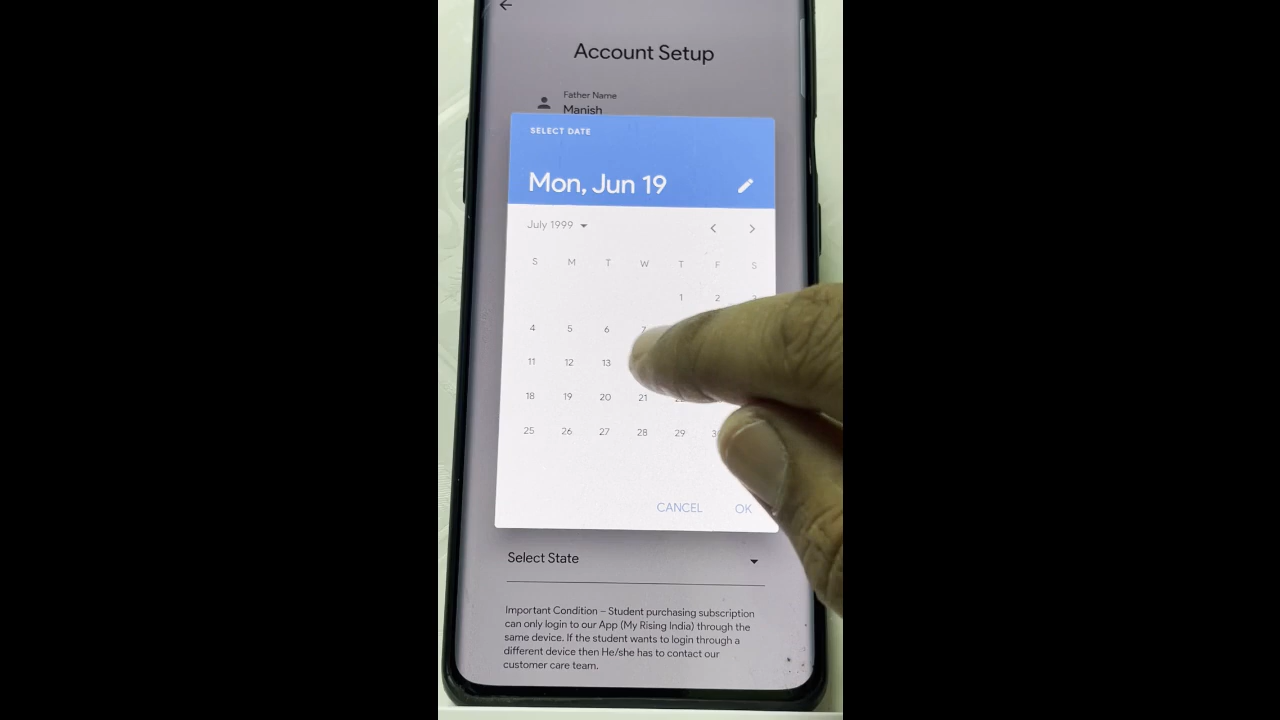 Account Setup
Father Name
Manish
SELECT DATE
Mon, Jun 19
July 1999
S M T W T F S
1 2 3
4 5 6 7
11 12 13
18 19 20 21
25 26 27 28 29
CANCEL OK
Select State
Important Condition – Student purchasing subscription
can only login to our App (My Rising India) through the
same device. If the student wants to login through a
different device then He/she has to contact our
customer care team.